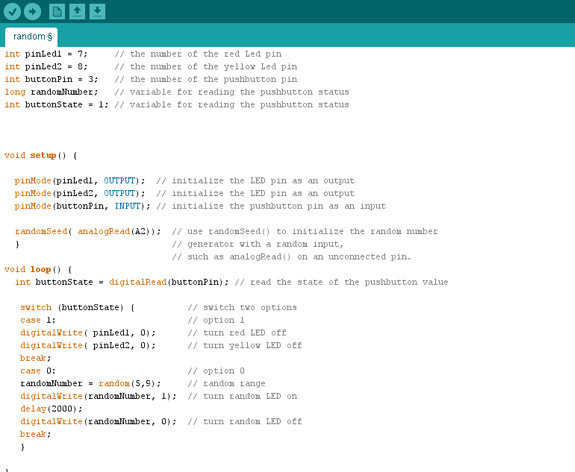 random §
int pinLed1 = 7;     // the number of the red Led pin
int pinLed2 = 8;     // the number of the yellow Led pin
int buttonPin = 3;   // the number of the pushbutton pin
long randomNumber;   // variable for reading the pushbutton status
int buttonState = 1; // variable for reading the pushbutton status
void setup() {
pinMode(pinLed1, OUTPUT);  // initialize the LED pin as an output
pinMode(pinLed2, OUTPUT);  // initialize the LED pin as an output
pinMode(buttonPin, INPUT); // initialize the pushbutton pin as an input
randomSeed( analogRead(A2));  // use randomSeed() to initialize the random number
}                             // generator with a random input,
// such as analogRead() on an unconnected pin.
void loop() {
int buttonState = digitalRead(buttonPin); // read the state of the pushbutton value
switch (buttonState) {          // switch two options
case 1:                         // option 1
digitalWrite( pinLed1, 0);      // turn red LED off
digitalWrite( pinLed2, 0);      // turn yellow LED off
break;
case 0:                         // option 0
randomNumber = random(5,9);     // random range
digitalWrite(randomNumber, 1);  // turn random LED on
delay(2000);
digitalWrite(randomNumber, 0);  // turn random LED off
break;
}
}